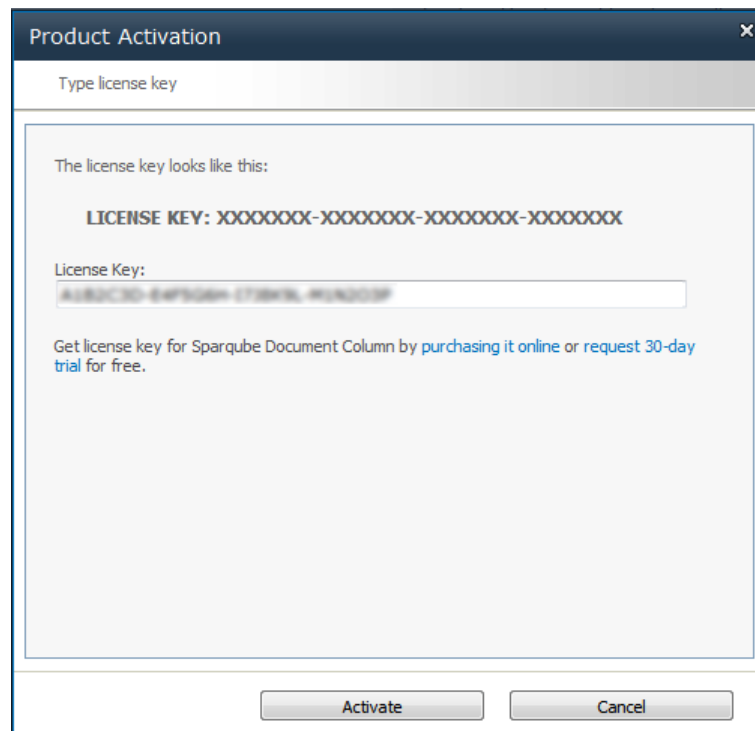 Product Activation
Type license key
The license key looks like this:
LICENSE KEY: XXXXXXX-XXXXXXX-XXXXXXX-XXXXXXX
License Key:
Get license key for Sparqube Document Column by purchasing it online or request 30-day
trial for free.
Activate
Cancel